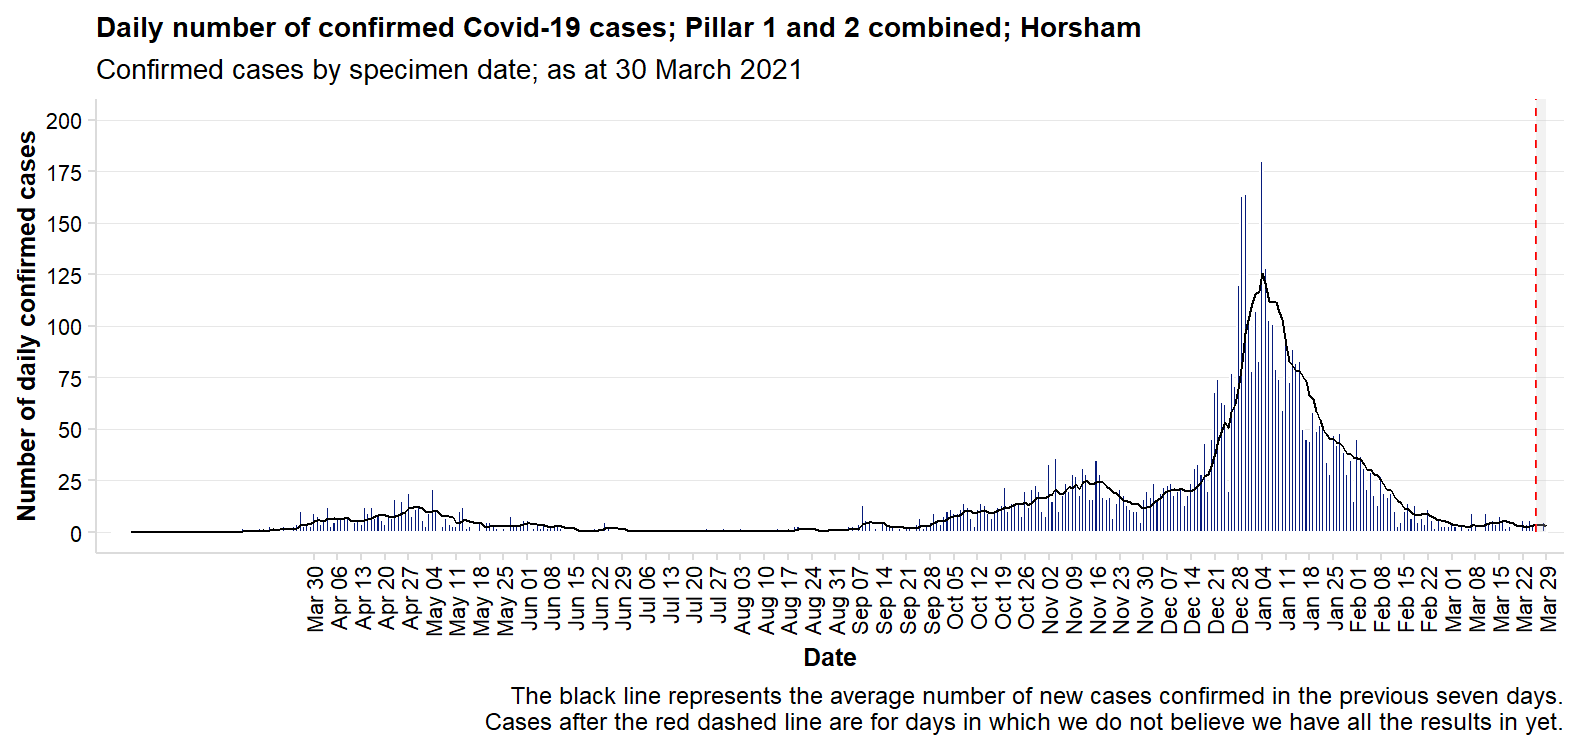 Daily number of confirmed Covid-19 cases; Pillar 1 and 2 combined; Horsham
Confirmed cases by specimen date; as at 30 March 2021
Number of daily confirmed cases
200
175
150
125
100
75
50
25
0
Mar 30
Apr 06
Apr 13
Apr 20
Apr 27
May 04
May 11
May 18
May 25
Jun 01
Jun 08
Jun 15
Jun 22
Jun 29
Jul 06
Jul 13
Jul 20
Jul 27
Aug 03
Aug 10
Aug 17
Aug 24
Aug 31
Sep 07
Sep 14
Sep 21
Sep 28
Oct 05
Oct 12
Oct 19
Oct 26
Nov 02
Nov 09
Nov 16
Nov 23
Nov 30
Dec 07
Dec 14
Dec 21
Dec 28
Jan 04
Jan 11
Jan 18
Jan 25
Feb 01
Feb 08
Feb 15
Feb 22
Mar 01
Mar 08
Mar 15
Mar 22
Mar 29
Date
The black line represents the average number of new cases confirmed in the previous seven days.
Cases after the red dashed line are for days in which we do not believe we have all the results in yet.